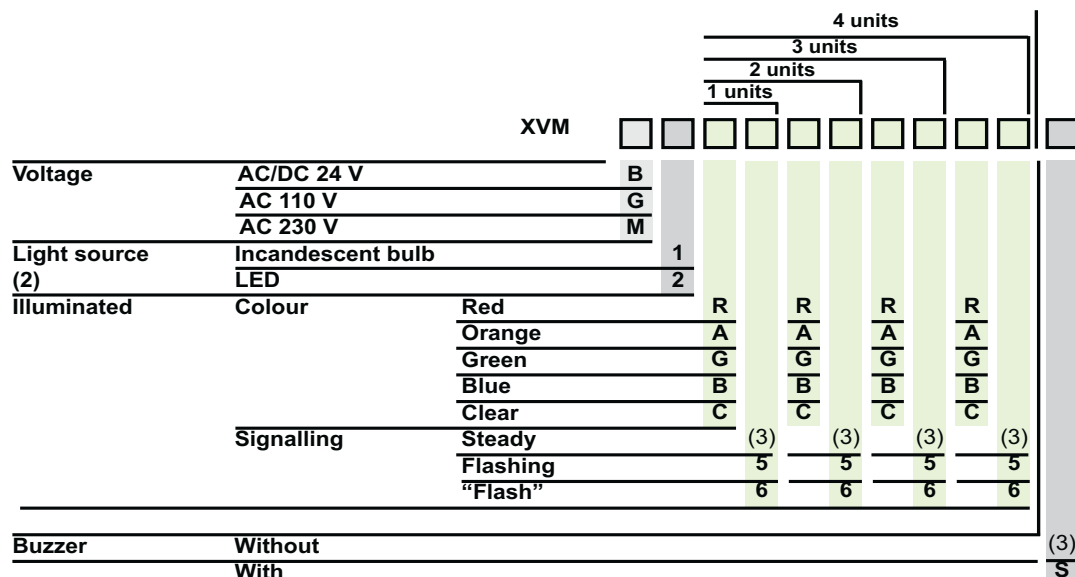 4 units
3 units
2 units
1 units
XVM
Voltage AC/DC 24 V B
AC 110 V G
AC 230 V M
Light source Incandescent bulb 1
(2) LED 2
Illuminated Colour Red R R R R
Orange A A A A
Green G G G G
Blue B B B B
Clear C C C C
Signalling Steady (3) (3) (3) (3)
Flashing 5 5 5 5
“Flash” 6 6 6 6
Buzzer Without (3)
With S